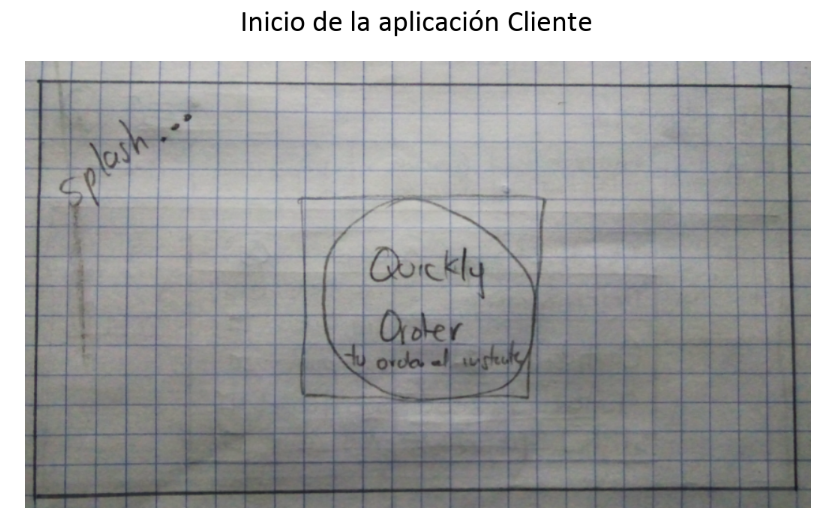 Inicio de la aplicación Cliente
Splash...
Quickly
Order
tu orden al instante